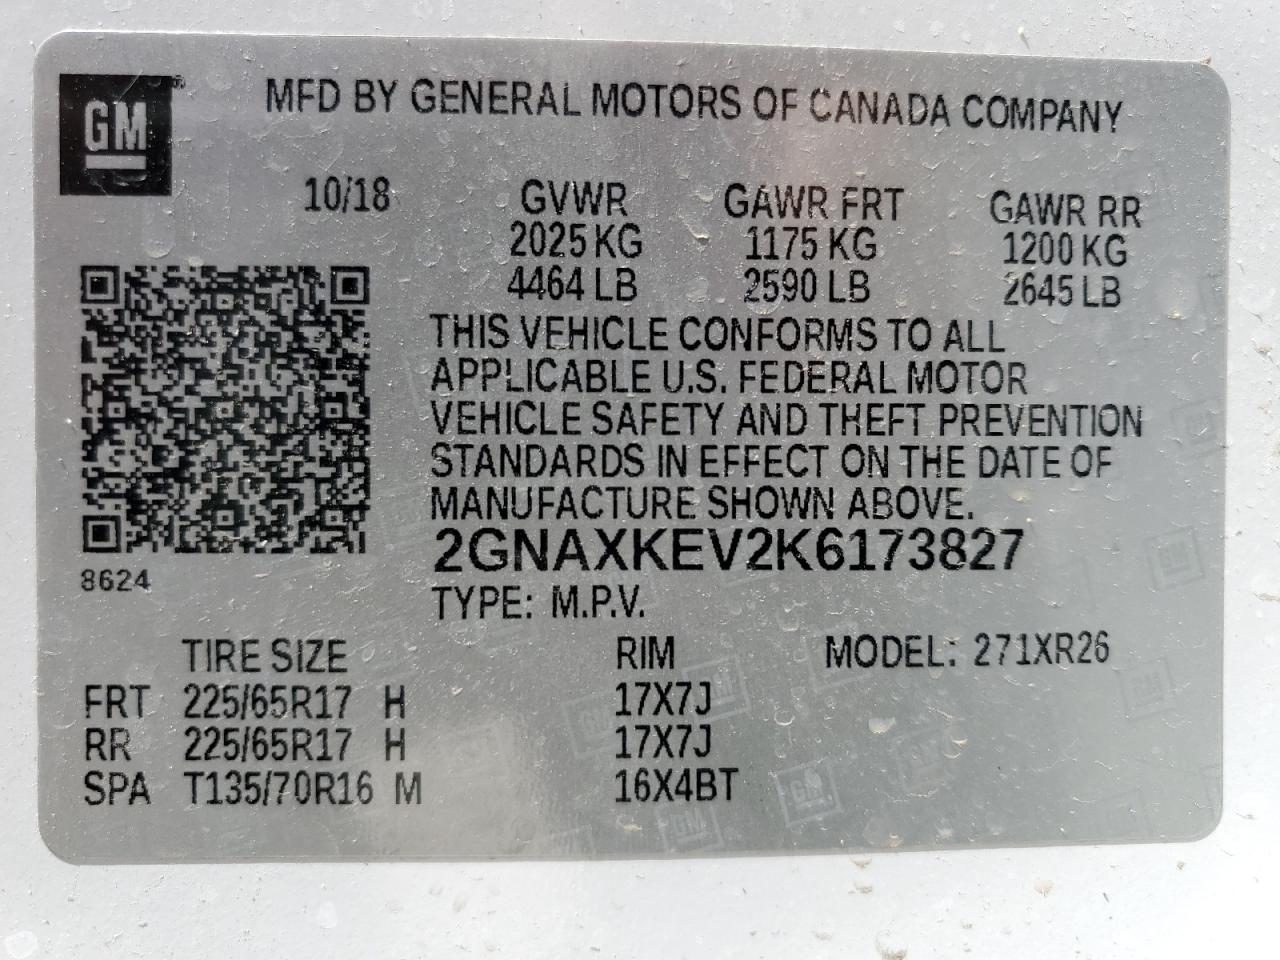 GM
MFD BY GENERAL MOTORS OF CANADA COMPANY
10/18 GVWR GAWR FRT GAWR RR
2025 KG 1175 KG 1200 KG
4464 LB 2590 LB 2645 LB
THIS VEHICLE CONFORMS TO ALL
APPLICABLE U.S. FEDERAL MOTOR
VEHICLE SAFETY AND THEFT PREVENTION
STANDARDS IN EFFECT ON THE DATE OF
MANUFACTURE SHOWN ABOVE.
2GNAXKEV2K6173827
8624
TYPE: M.P.V.
TIRE SIZE RIM MODEL: 271XR26
FRT 225/65R17 H 17X7J
RR 225/65R17 H 17X7J
SPA T135/70R16 M 16X4BT